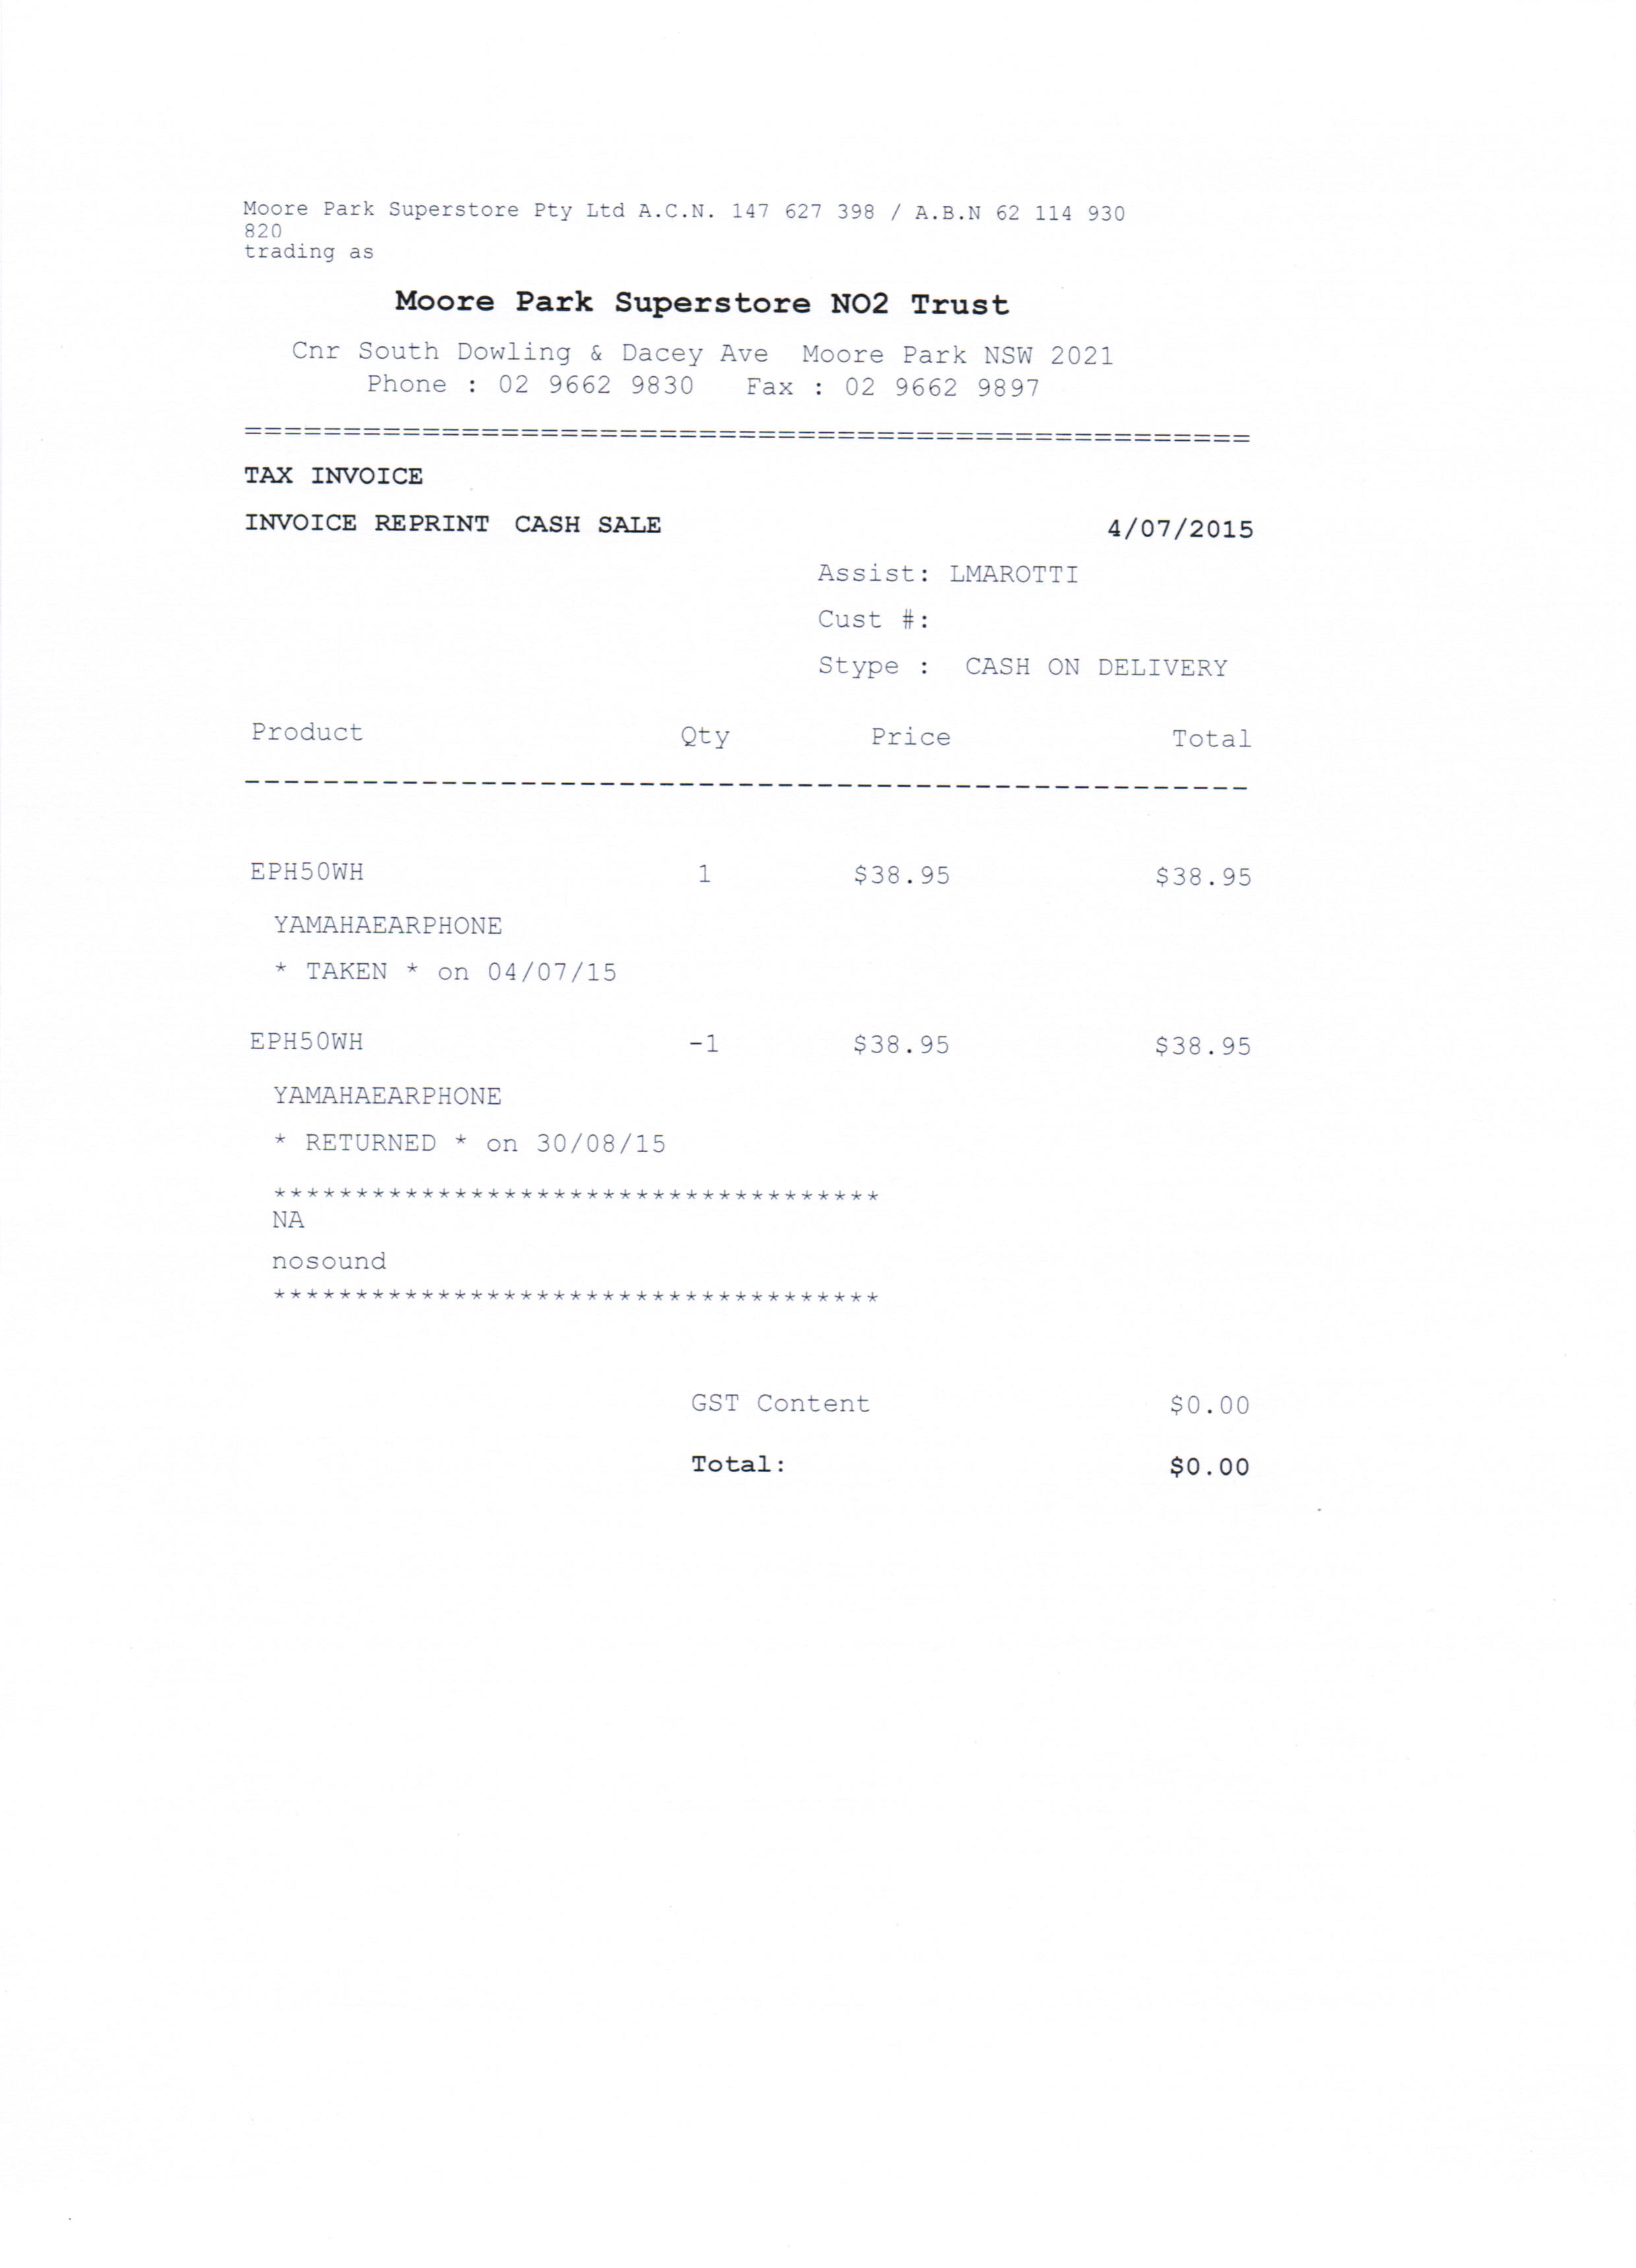 Moore Park Superstore Pty Ltd A.C.N. 147 627 398 / A.B.N 62 114 930
820
trading as
Moore Park Superstore NO2 Trust
Cnr South Dowling & Dacey Ave Moore Park NSW 2021
Phone : 02 9662 9830 Fax : 02 9662 9897
=============================================================
TAX INVOICE
INVOICE REPRINT CASH SALE 4/07/2015
Assist: LMAROTTI
Cust #:
Stype : CASH ON DELIVERY
Product Qty Price Total
-------------------------------------------------------------
EPH50WH 1 $38.95 $38.95
YAMAHAEARPHONE
* TAKEN * on 04/07/15
EPH50WH -1 $38.95 $38.95
YAMAHAEARPHONE
* RETURNED * on 30/08/15
*************************************
NA
nosound
*************************************
GST Content $0.00
Total: $0.00